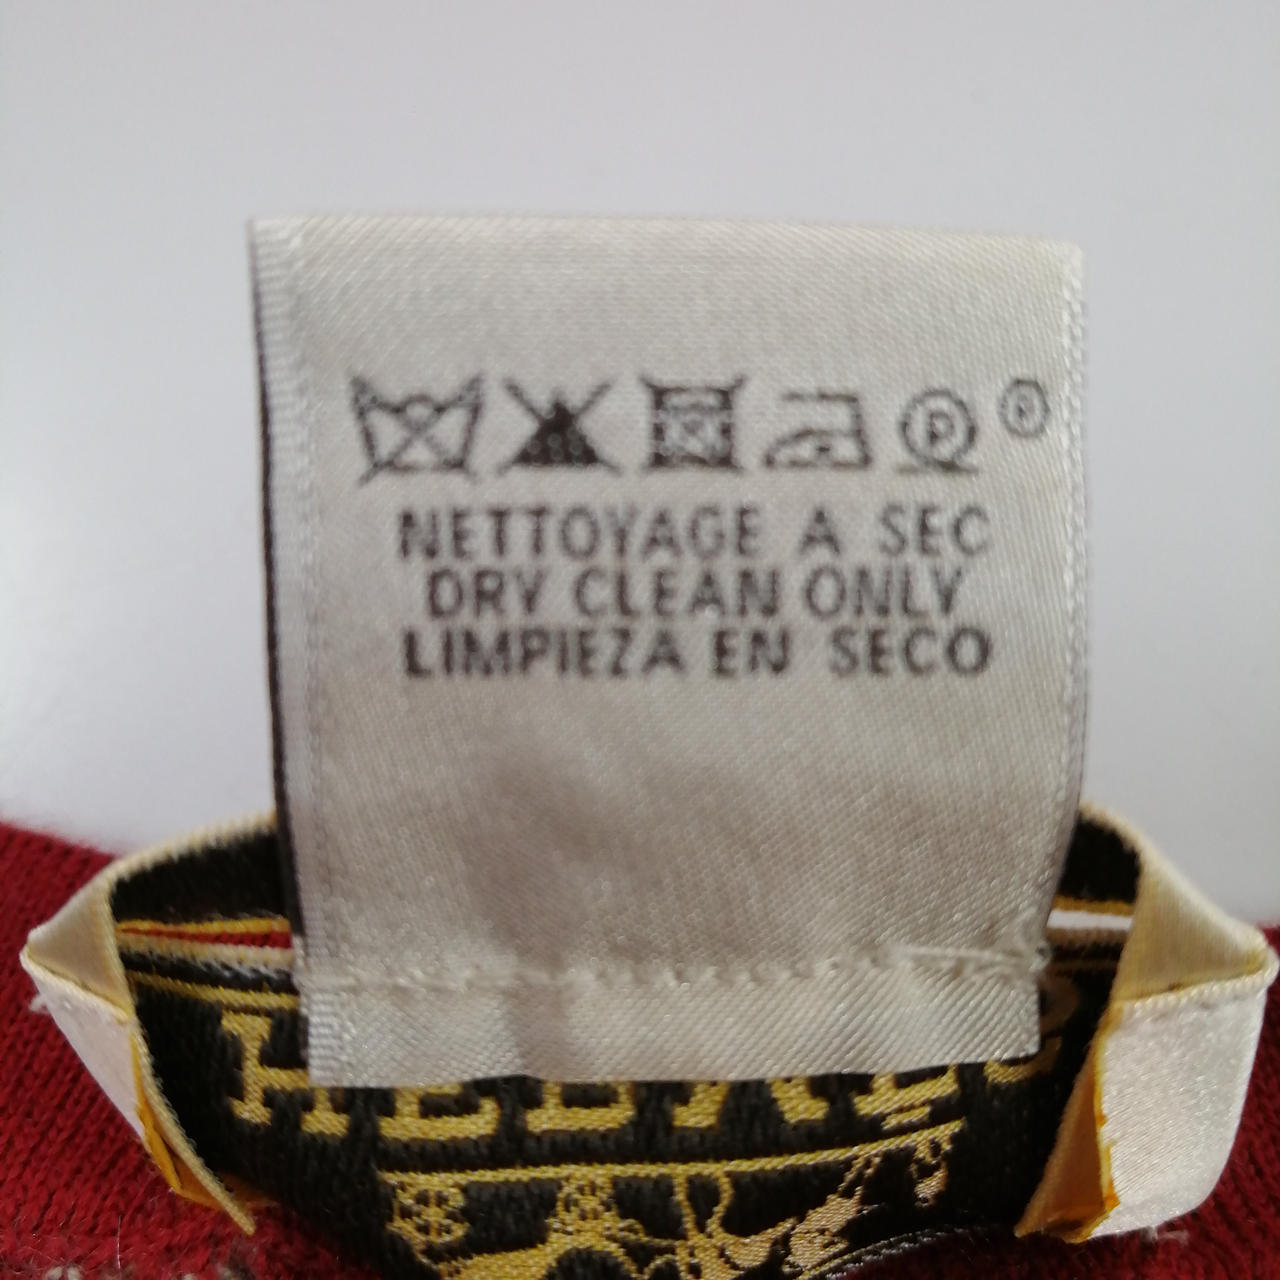 P
NETTOYAGE A SEC
DRY CLEAN ONLY
LIMPIEZA EN SECO